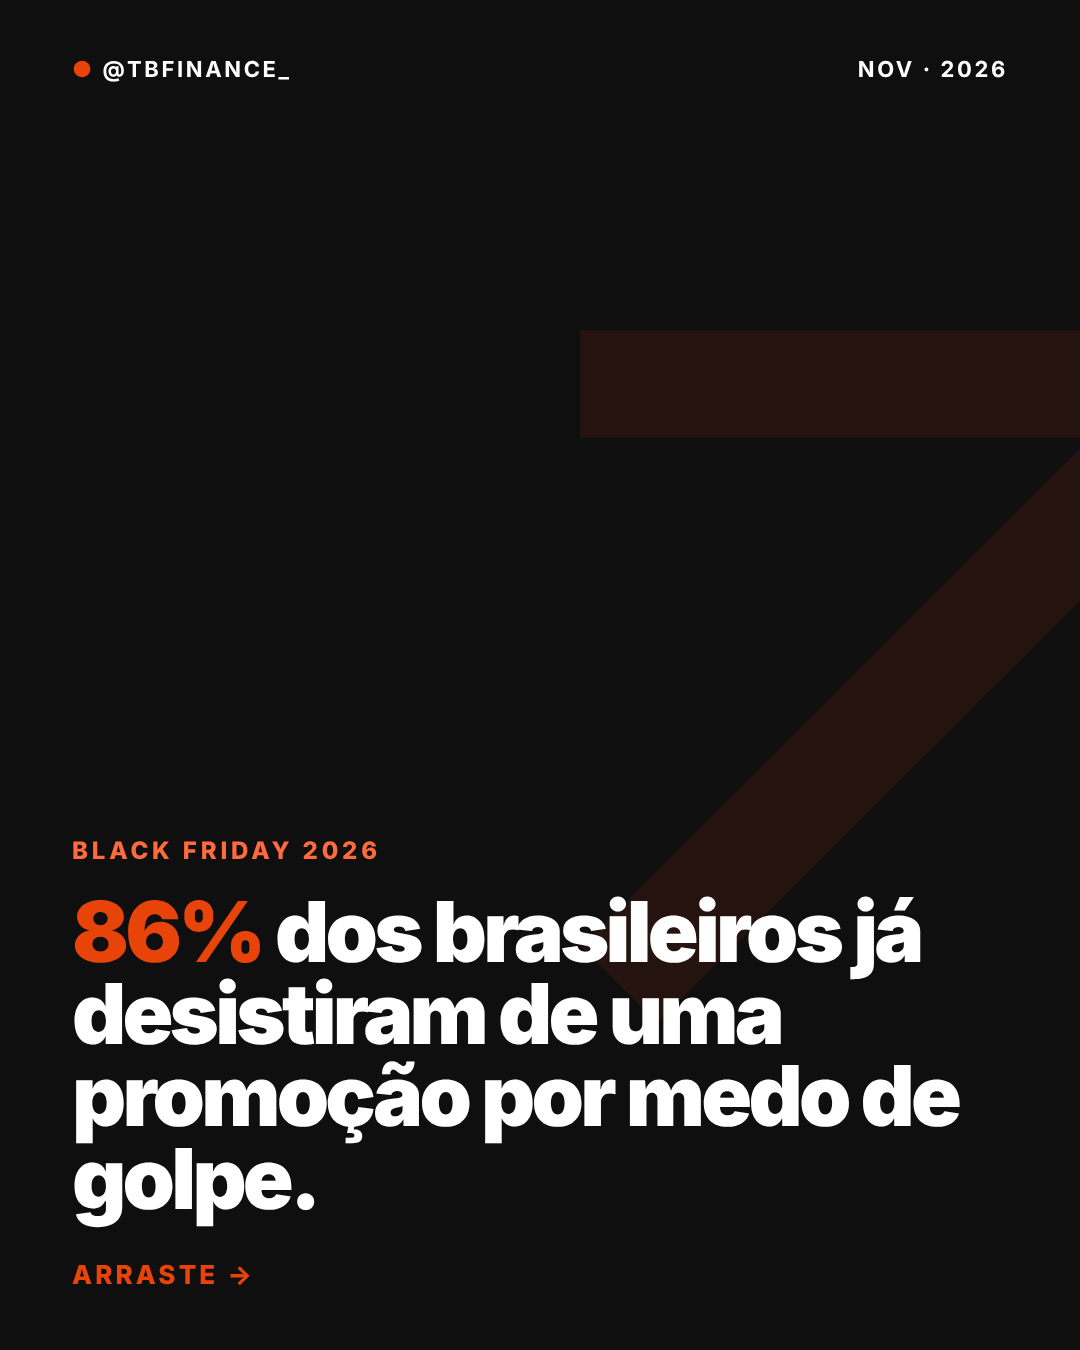 @TBFINANCE_
NOV · 2026
BLACK FRIDAY 2026
86% dos brasileiros já
desistiram de uma
promoção por medo de
golpe.
ARRASTE →